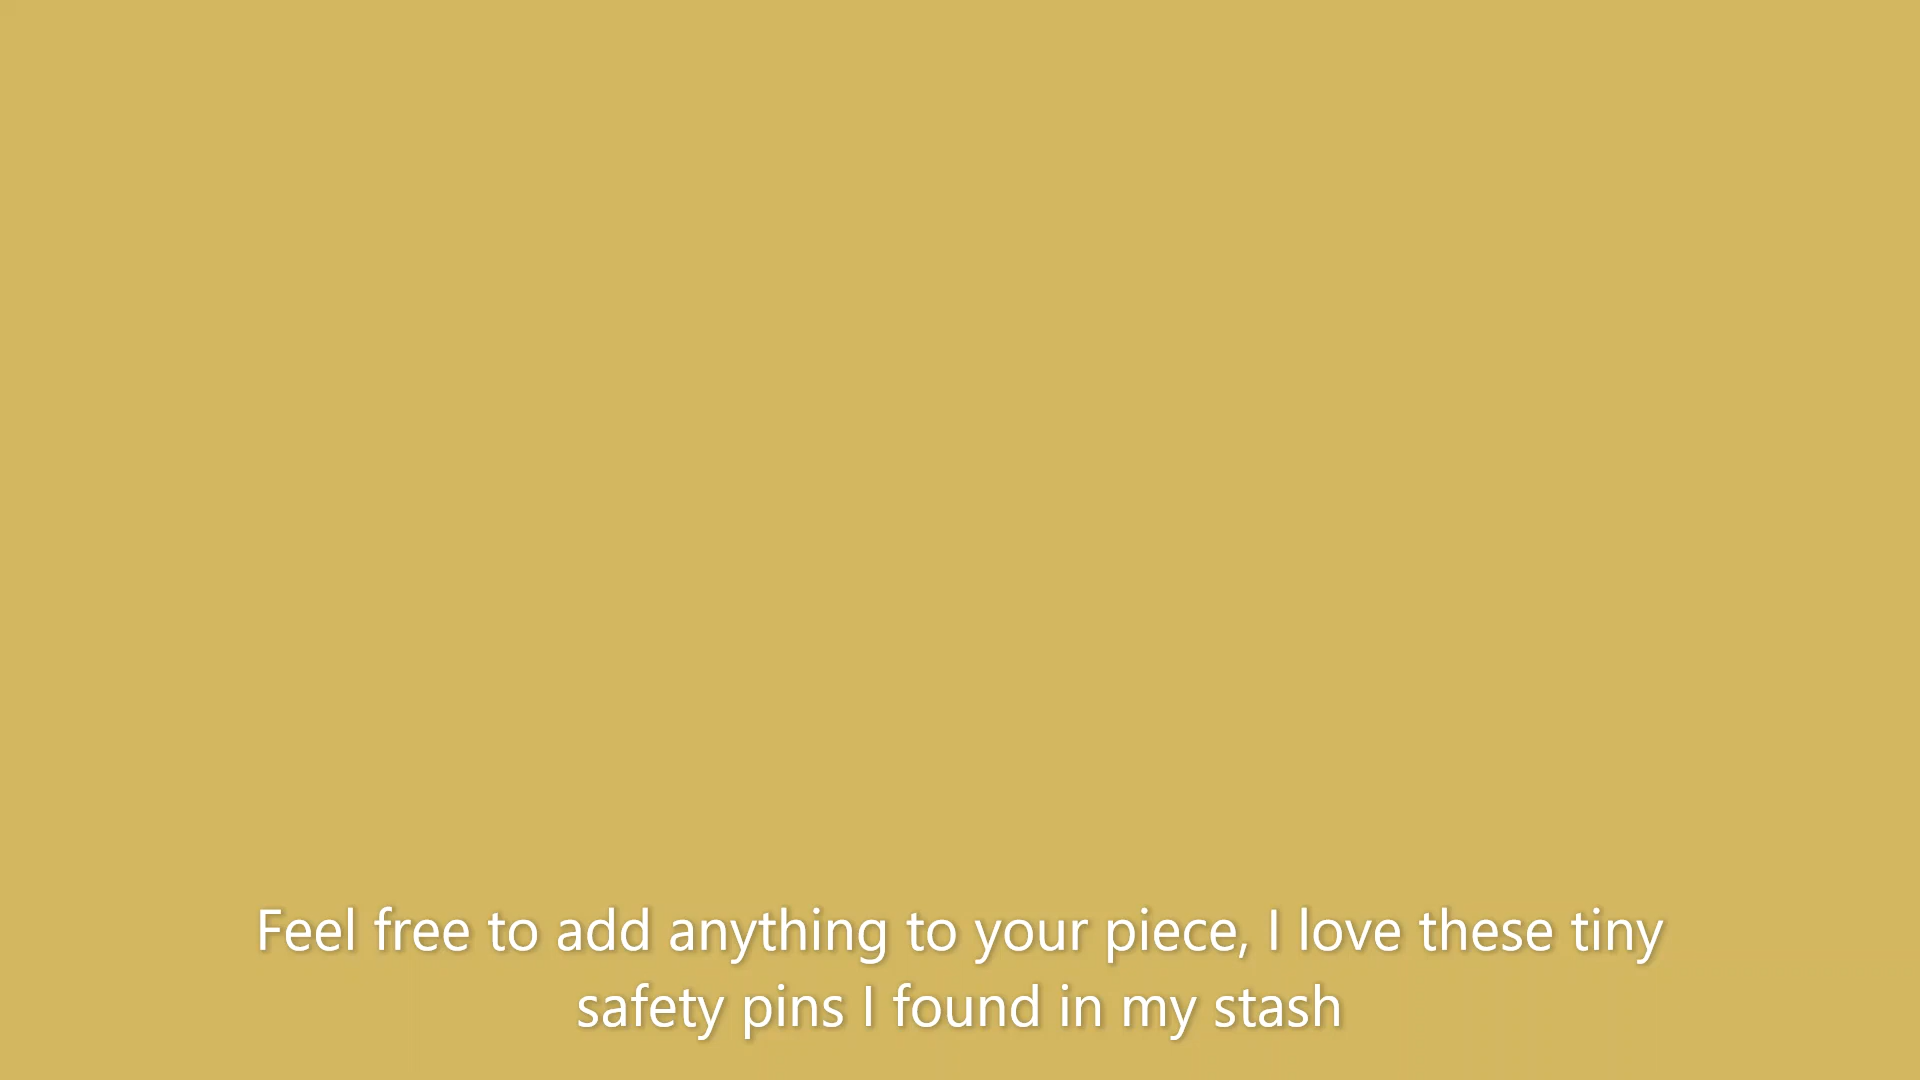 Feel free to add anything to your piece, I love these tiny
safety pins I found in my stash